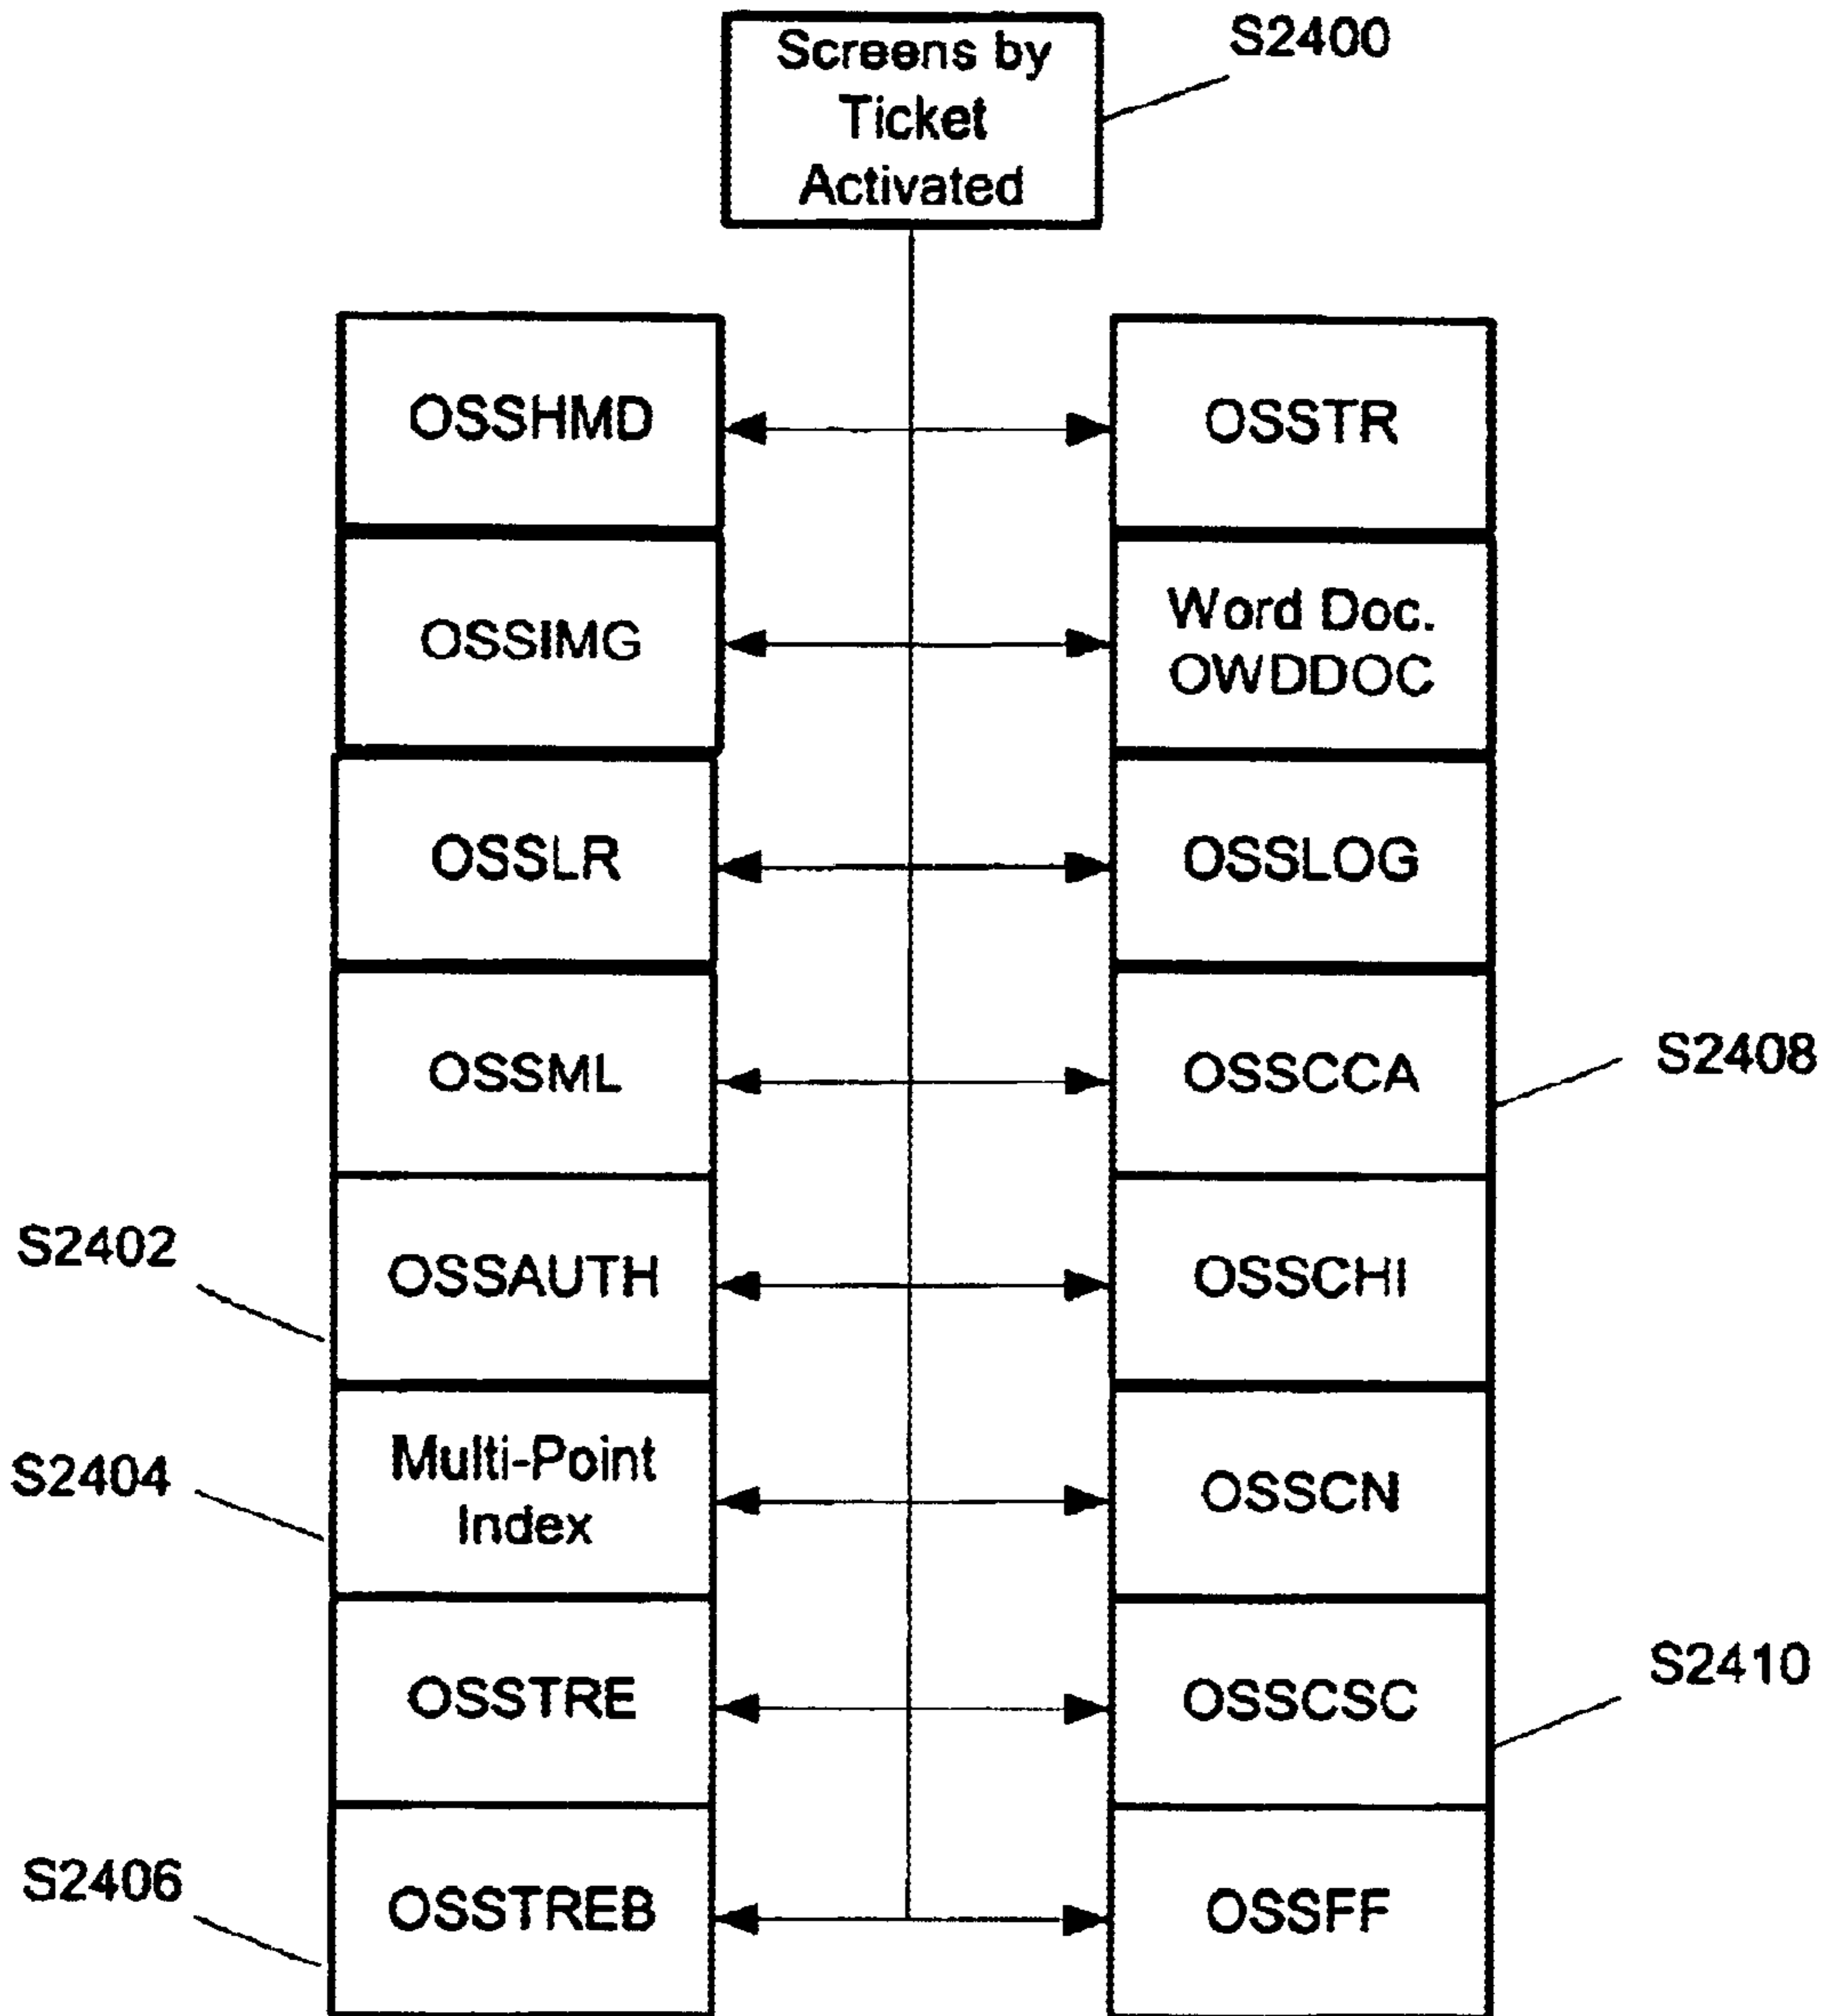 Screens by
Ticket
Activated
S2400
OSSHMD
OSSTR
OSSIMG
Word Doc.
OWDDOC
OSSLR
OSSLOG
OSSML
OSSCCA
S2408
S2402
OSSAUTH
OSSCHI
S2404
Multi-Point
Index
OSSCN
OSSTRE
OSSCSC
S2410
S2406
OSSTREB
OSSFF